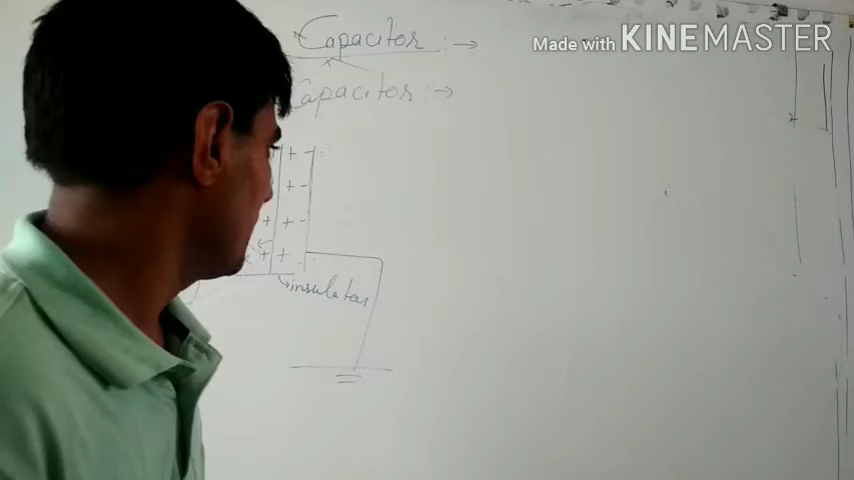 Capacitor :→
Made with KINEMASTER
Capacitor :→
+ -
+ -
+ + -
+ + -
insulator